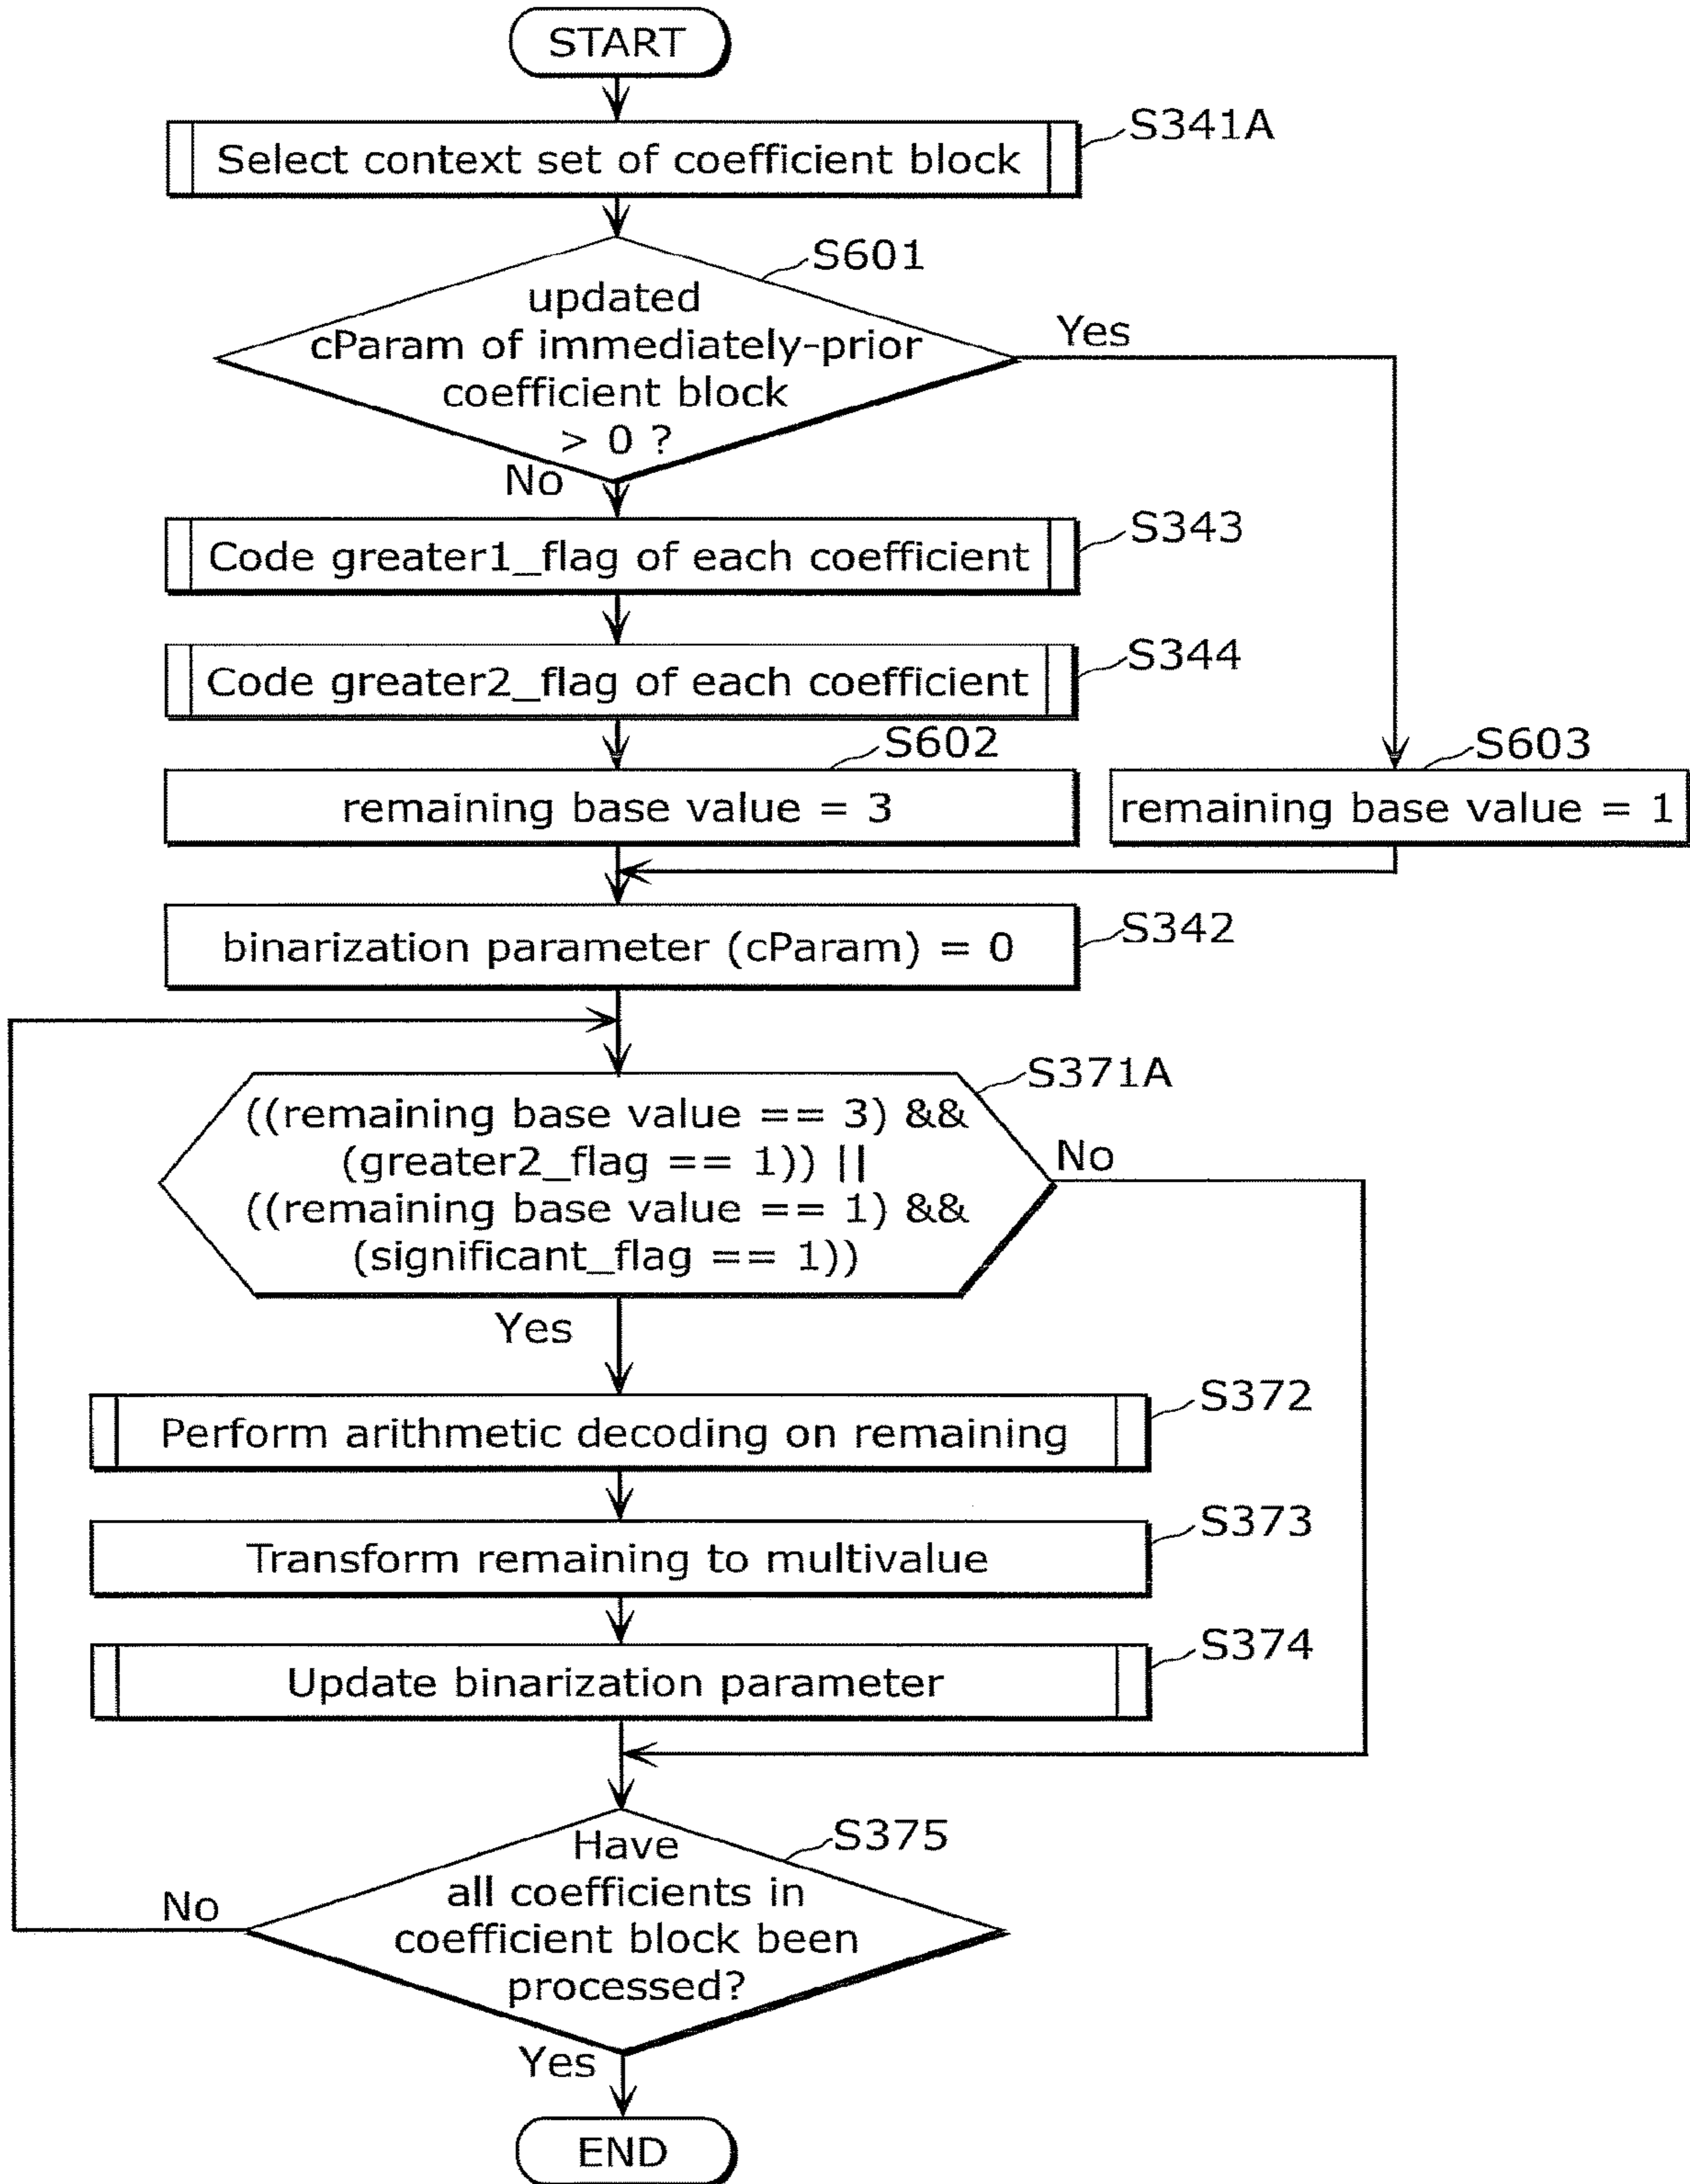 START
S341A
Select context set of coefficient block
S601
updated
cParam of immediately-prior
coefficient block
> 0 ?
Yes
No
S343
Code greater1_flag of each coefficient
S344
Code greater2_flag of each coefficient
S602
remaining base value = 3
S603
remaining base value = 1
S342
binarization parameter (cParam) = 0
S371A
((remaining base value == 3) &&
(greater2_flag == 1)) ||
((remaining base value == 1) &&
(significant_flag == 1))
No
Yes
S372
Perform arithmetic decoding on remaining
S373
Transform remaining to multivalue
S374
Update binarization parameter
S375
Have
all coefficients in
coefficient block been
processed?
No
Yes
END